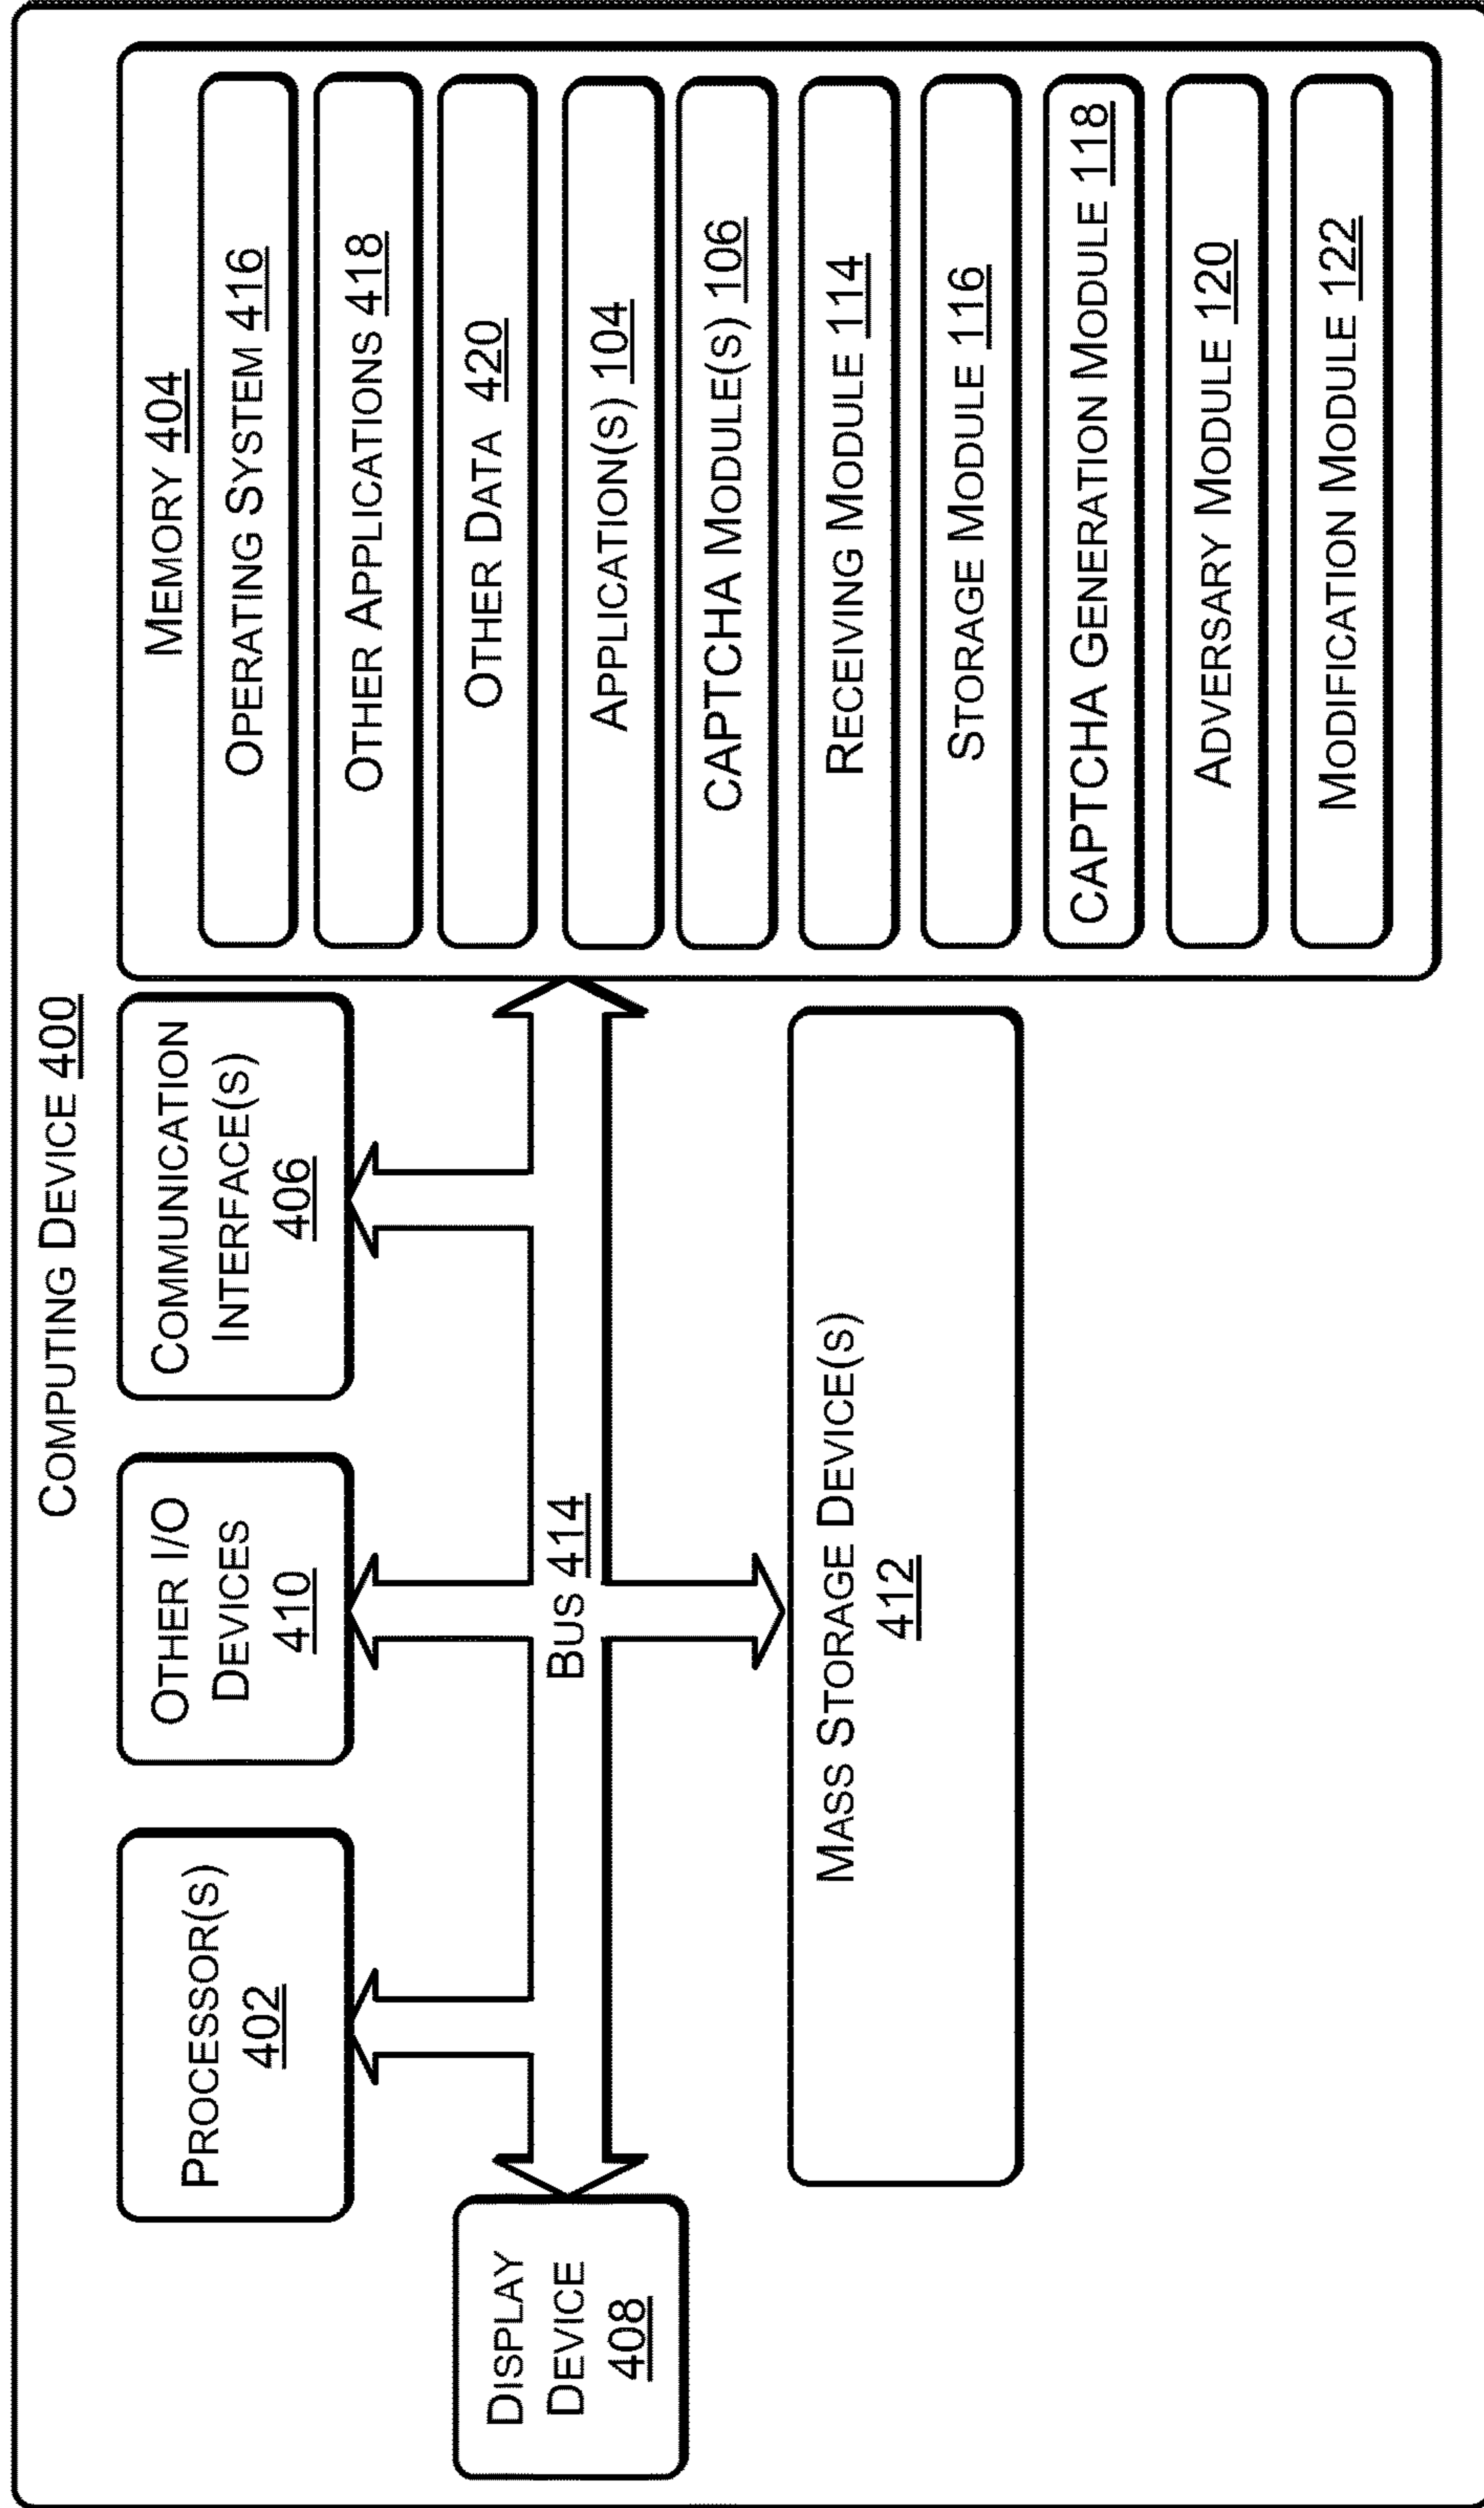 COMPUTING DEVICE 400
PROCESSOR(S)
402
OTHER I/O
DEVICES
410
COMMUNICATION
INTERFACE(S)
406
DISPLAY
DEVICE
408
BUS 414
MASS STORAGE DEVICE(S)
412
MEMORY 404
OPERATING SYSTEM 416
OTHER APPLICATIONS 418
OTHER DATA 420
APPLICATION(S) 104
CAPTCHA MODULE(S) 106
RECEIVING MODULE 114
STORAGE MODULE 116
CAPTCHA GENERATION MODULE 118
ADVERSARY MODULE 120
MODIFICATION MODULE 122